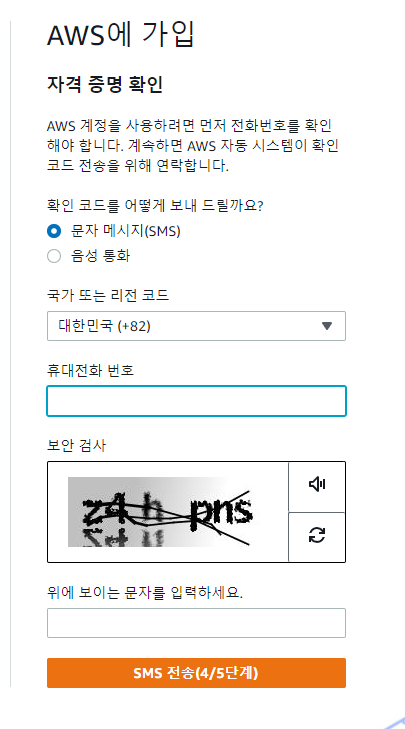 AWS에 가입
자격 증명 확인
AWS 계정을 사용하려면 먼저 전화번호를 확인
해야 합니다. 계속하면 AWS 자동 시스템이 확인
코드 전송을 위해 연락합니다.
확인 코드를 어떻게 보내 드릴까요?
문자 메시지(SMS)
음성 통화
국가 또는 리전 코드
대한민국 (+82)
휴대전화 번호
보안 검사
위에 보이는 문자를 입력하세요.
SMS 전송(4/5단계)